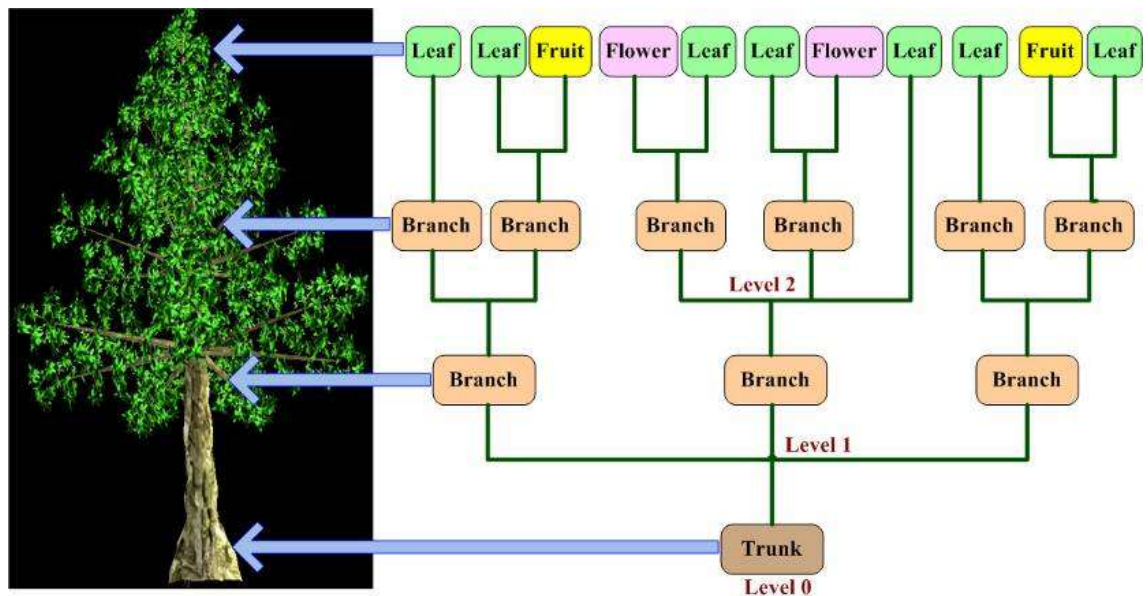 Leaf Leaf Fruit Flower Leaf Leaf Flower Leaf Leaf Fruit Leaf
Branch Branch Branch Branch Branch Branch
Level 2
Branch Branch Branch
Level 1
Trunk
Level 0